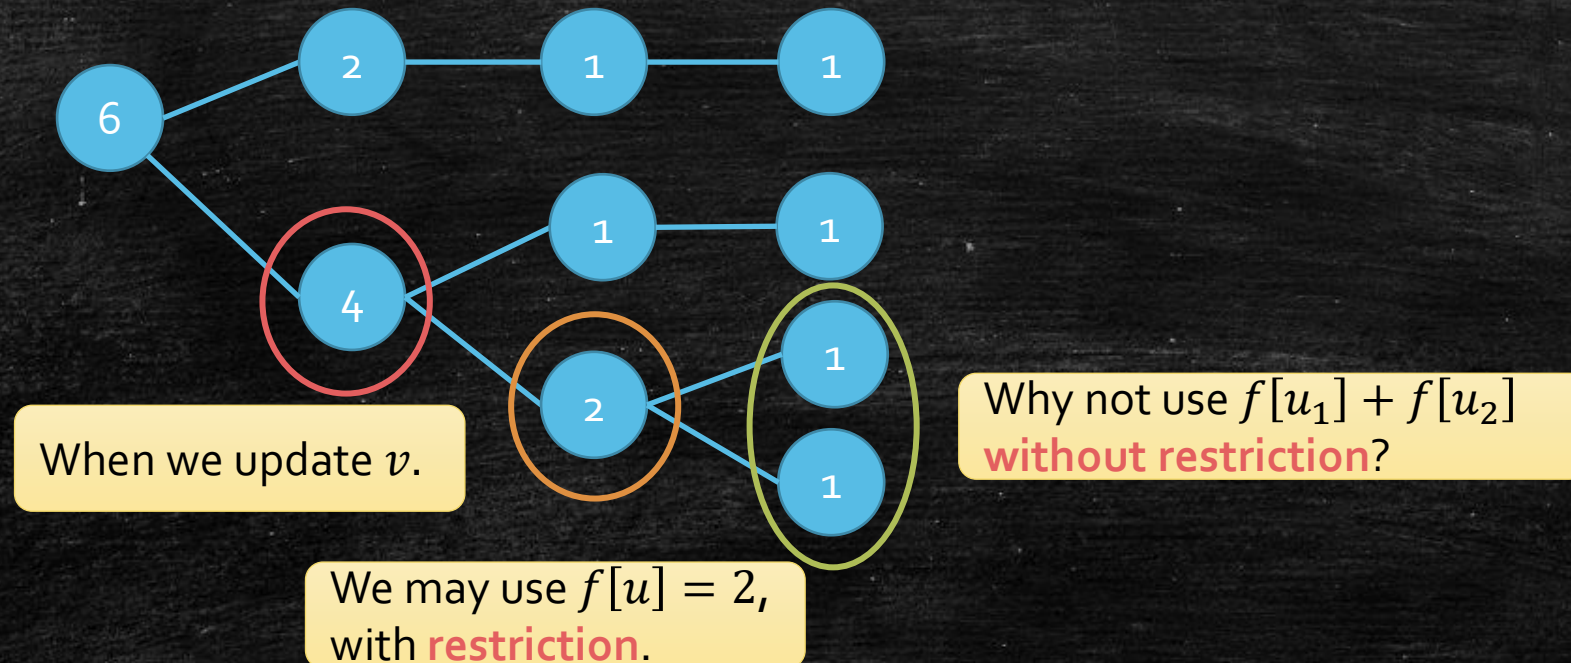 2
1
1
6
1
1
4
1
2
1
When we update 𝑣.
Why not use 𝑓[𝑢₁] + 𝑓[𝑢₂]
without restriction?
We may use 𝑓[𝑢] = 2,
with restriction.